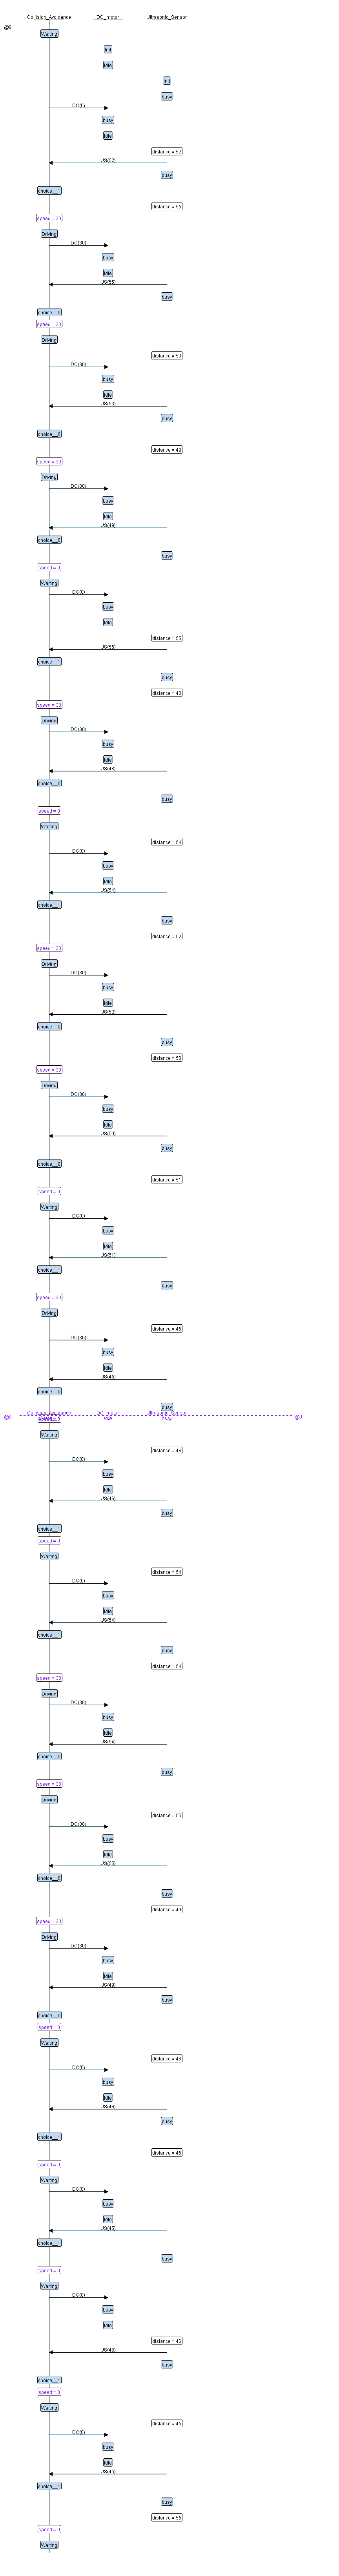 Collision_Avoidance DC_motor Ultrasonic_Sensor
@0
Waiting
Init
Idle
Init
busy
DC(0)
busy
Idle
distance = 52
US(52)
busy
choice__1
distance = 55
speed = 30
Driving
DC(30)
busy
Idle
US(55)
busy
choice__0
speed = 30
Driving
distance = 53
DC(30)
busy
Idle
US(53)
busy
choice__0
distance = 49
speed = 30
Driving
DC(30)
busy
Idle
US(49)
choice__0
busy
speed = 0
Waiting
DC(0)
busy
Idle
distance = 55
US(55)
choice__1
busy
distance = 48
speed = 30
Driving
DC(30)
busy
Idle
US(48)
choice__0
busy
speed = 0
Waiting
distance = 54
DC(0)
busy
Idle
US(54)
choice__1
busy
distance = 52
speed = 30
Driving
DC(30)
busy
Idle
US(52)
choice__0
busy
distance = 50
speed = 30
Driving
DC(30)
busy
Idle
US(50)
busy
choice__0
distance = 51
speed = 0
Waiting
DC(0)
busy
Idle
US(51)
choice__1
busy
speed = 30
Driving
distance = 45
DC(30)
busy
Idle
US(45)
choice__0
busy
Collision_Avoidance DC_motor Ultrasonic_Sensor
@0 Idle busy @0
Waiting
distance = 46
DC(0)
busy
Idle
US(46)
busy
choice__1
speed = 0
Waiting
distance = 54
DC(0)
busy
Idle
US(54)
choice__1
busy
distance = 54
speed = 30
Driving
DC(30)
busy
Idle
US(54)
choice__0
busy
speed = 30
Driving
distance = 55
DC(30)
busy
Idle
US(55)
choice__0
busy
distance = 49
speed = 30
Driving
DC(30)
busy
Idle
US(49)
busy
choice__0
speed = 0
Waiting
distance = 46
DC(0)
busy
Idle
US(46)
busy
choice__1
distance = 45
speed = 0
Waiting
DC(0)
busy
Idle
US(45)
choice__1
busy
speed = 0
Waiting
DC(0)
busy
Idle
distance = 46
US(46)
busy
choice__1
speed = 0
Waiting
distance = 45
DC(0)
busy
Idle
US(45)
choice__1
busy
distance = 55
speed = 0
Waiting